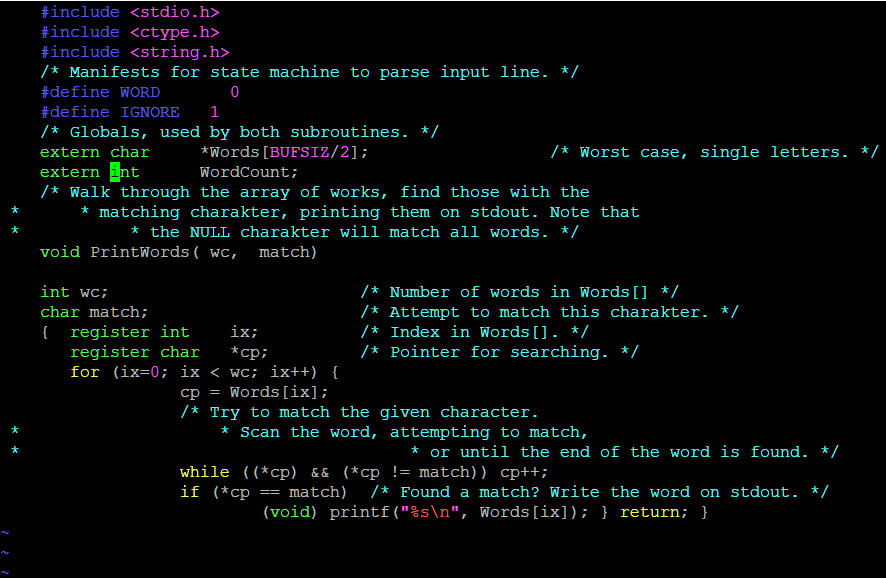 #include <stdio.h>
#include <ctype.h>
#include <string.h>
/* Manifests for state machine to parse input line. */
#define WORD 0
#define IGNORE 1
/* Globals, used by both subroutines. */
extern char *Words[BUFSIZ/2]; /* Worst case, single letters. */
extern int WordCount;
/* Walk through the array of works, find those with the
* * matching charakter, printing them on stdout. Note that
* * the NULL charakter will match all words. */
void PrintWords( wc, match)
int wc; /* Number of words in Words[] */
char match; /* Attempt to match this charakter. */
{ register int ix; /* Index in Words[]. */
register char *cp; /* Pointer for searching. */
for (ix=0; ix < wc; ix++) {
cp = Words[ix];
/* Try to match the given character.
* * Scan the word, attempting to match,
* * or until the end of the word is found. */
while ((*cp) && (*cp != match)) cp++;
if (*cp == match) /* Found a match? Write the word on stdout. */
(void) printf("%s\n", Words[ix]); } return; }
~
~
~